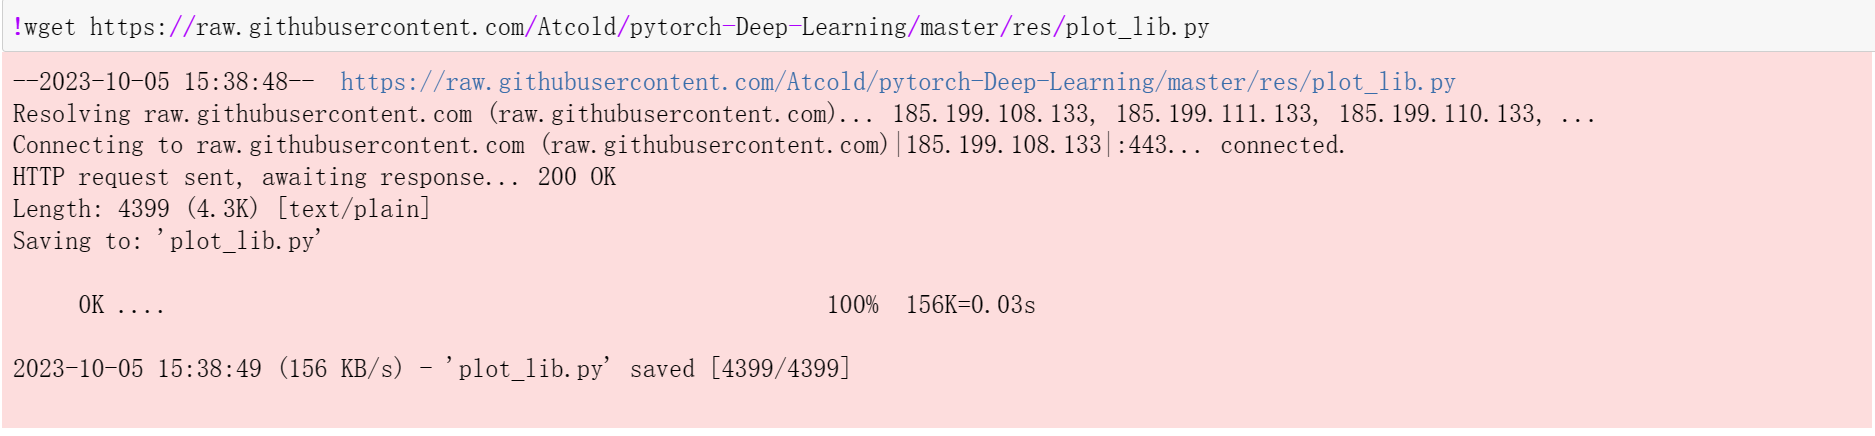 !wget https://raw.githubusercontent.com/Atcold/pytorch-Deep-Learning/master/res/plot_lib.py
--2023-10-05 15:38:48--  https://raw.githubusercontent.com/Atcold/pytorch-Deep-Learning/master/res/plot_lib.py
Resolving raw.githubusercontent.com (raw.githubusercontent.com)... 185.199.108.133, 185.199.111.133, 185.199.110.133, ...
Connecting to raw.githubusercontent.com (raw.githubusercontent.com)|185.199.108.133|:443... connected.
HTTP request sent, awaiting response... 200 OK
Length: 4399 (4.3K) [text/plain]
Saving to: 'plot_lib.py'
     0K ....                                                  100%  156K=0.03s
2023-10-05 15:38:49 (156 KB/s) - 'plot_lib.py' saved [4399/4399]